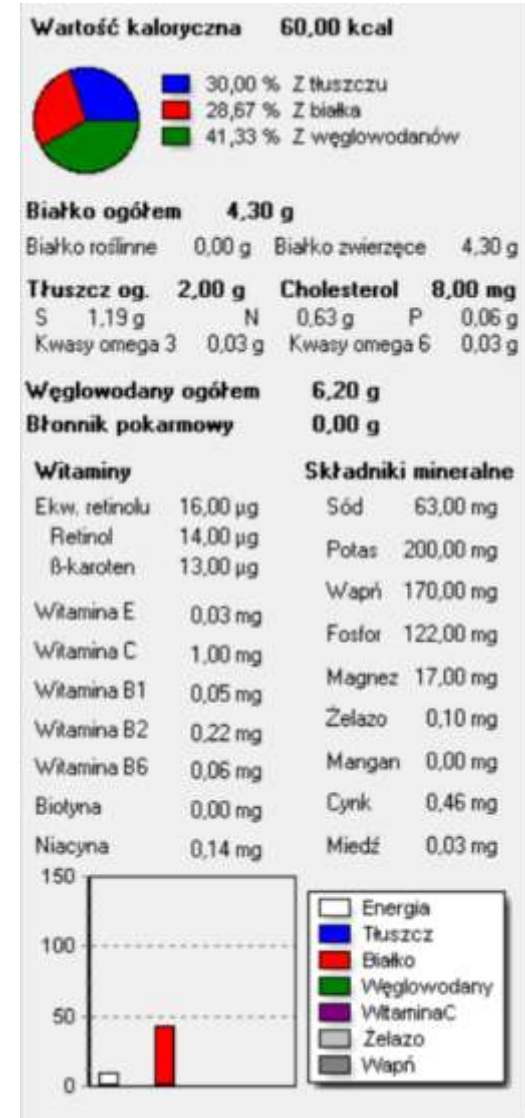 Wartość kaloryczna 60,00 kcal
30,00 % Z tłuszczu
28,67 % Z białka
41,33 % Z węglowodanów
Białko ogółem 4,30 g
Białko roślinne 0,00 g Białko zwierzęce 4,30 g
Tłuszcz og. 2,00 g Cholesterol 8,00 mg
S 1,19 g N 0,63 g P 0,06 g
Kwasy omega 3 0,03 g Kwasy omega 6 0,03 g
Węglowodany ogółem 6,20 g
Błonnik pokarmowy 0,00 g
Witaminy Składniki mineralne
Ekw. retinolu 16,00 µg Sód 63,00 mg
Retinol 14,00 µg Potas 200,00 mg
ß-karoten 13,00 µg Wapń 170,00 mg
Witamina E 0,03 mg Fosfor 122,00 mg
Witamina C 1,00 mg Magnez 17,00 mg
Witamina B1 0,05 mg Żelazo 0,10 mg
Witamina B2 0,22 mg Mangan 0,00 mg
Witamina B6 0,06 mg Cynk 0,46 mg
Biotyna 0,00 mg Miedź 0,03 mg
Niacyna 0,14 mg
150
100
50
0
Energia
Tłuszcz
Białko
Węglowodany
WitaminaC
Żelazo
Wapń